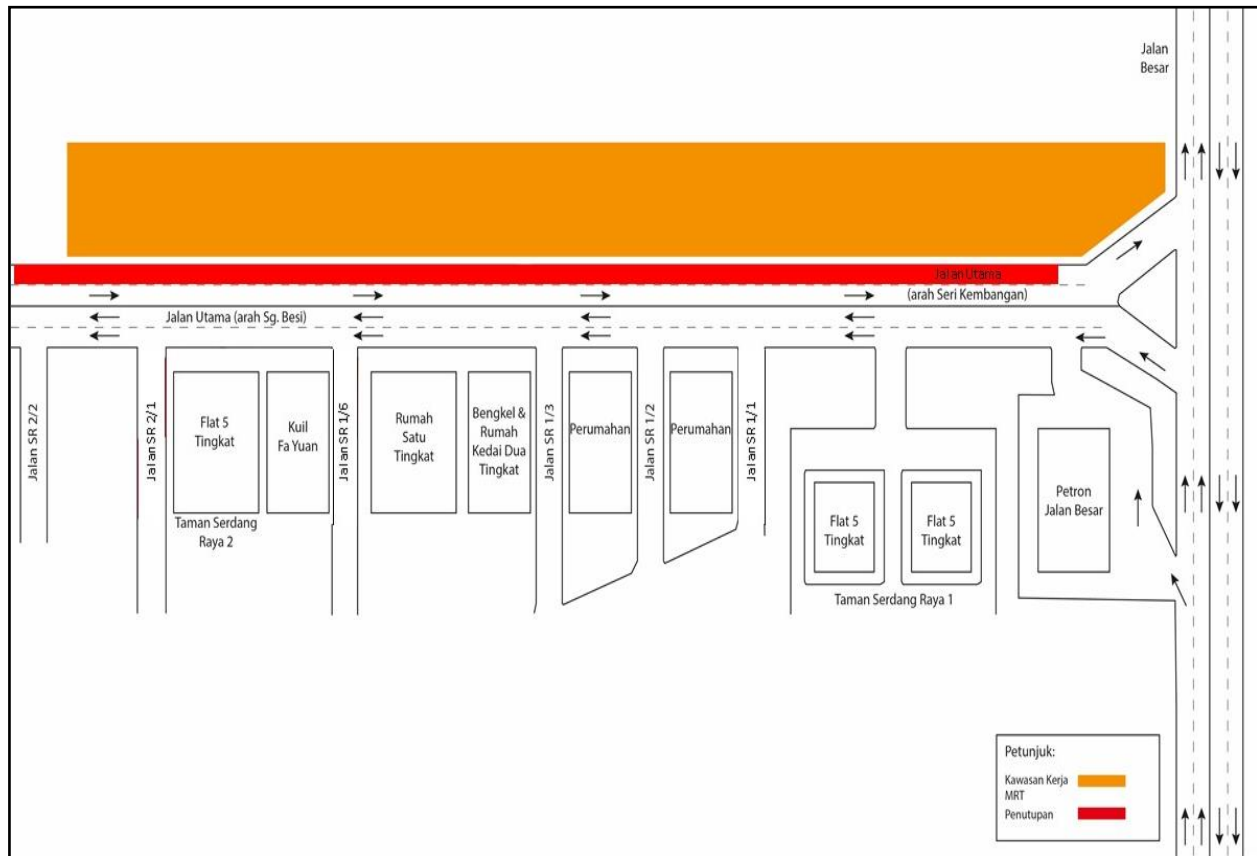 Jalan
Besar
Jalan Utama
(arah Seri Kembangan)
Jalan Utama (arah Sg. Besi)
Jalan SR 2/2
Jalan SR 2/1
Flat 5
Tingkat
Kuil
Fa Yuan
Taman Serdang
Raya 2
Jalan SR 1/6
Rumah
Satu
Tingkat
Bengkel &
Rumah
Kedai Dua
Tingkat
Jalan SR 1/3
Perumahan
Jalan SR 1/2
Perumahan
Jalan SR 1/1
Flat 5
Tingkat
Flat 5
Tingkat
Taman Serdang Raya 1
Petron
Jalan Besar
Petunjuk:
Kawasan Kerja
MRT
Penutupan